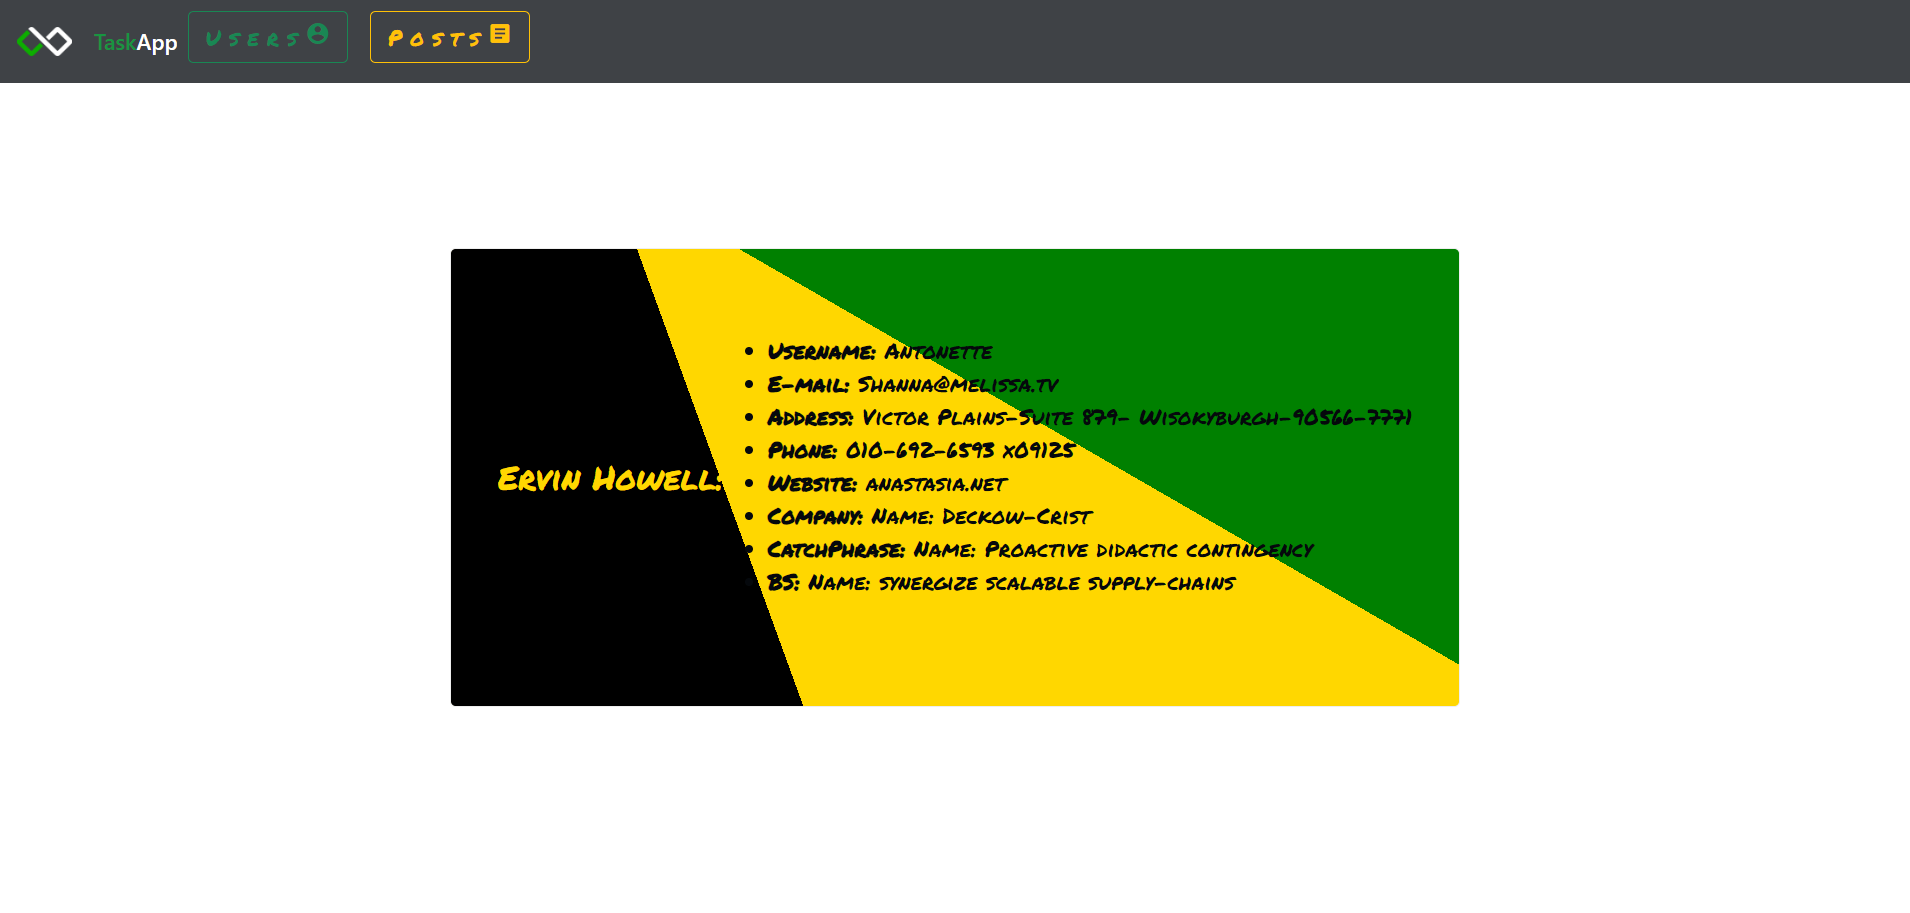 TaskApp Users Posts
Username: Antonette
E-mail: Shanna@melissa.tv
Address: Victor Plains-Suite 879- Wisokyburgh-90566-7771
Phone: 010-692-6593 x09125
Ervin Howell:
Website: anastasia.net
Company: Name: Deckow-Crist
CatchPhrase: Name: Proactive didactic contingency
BS: Name: synergize scalable supply-chains